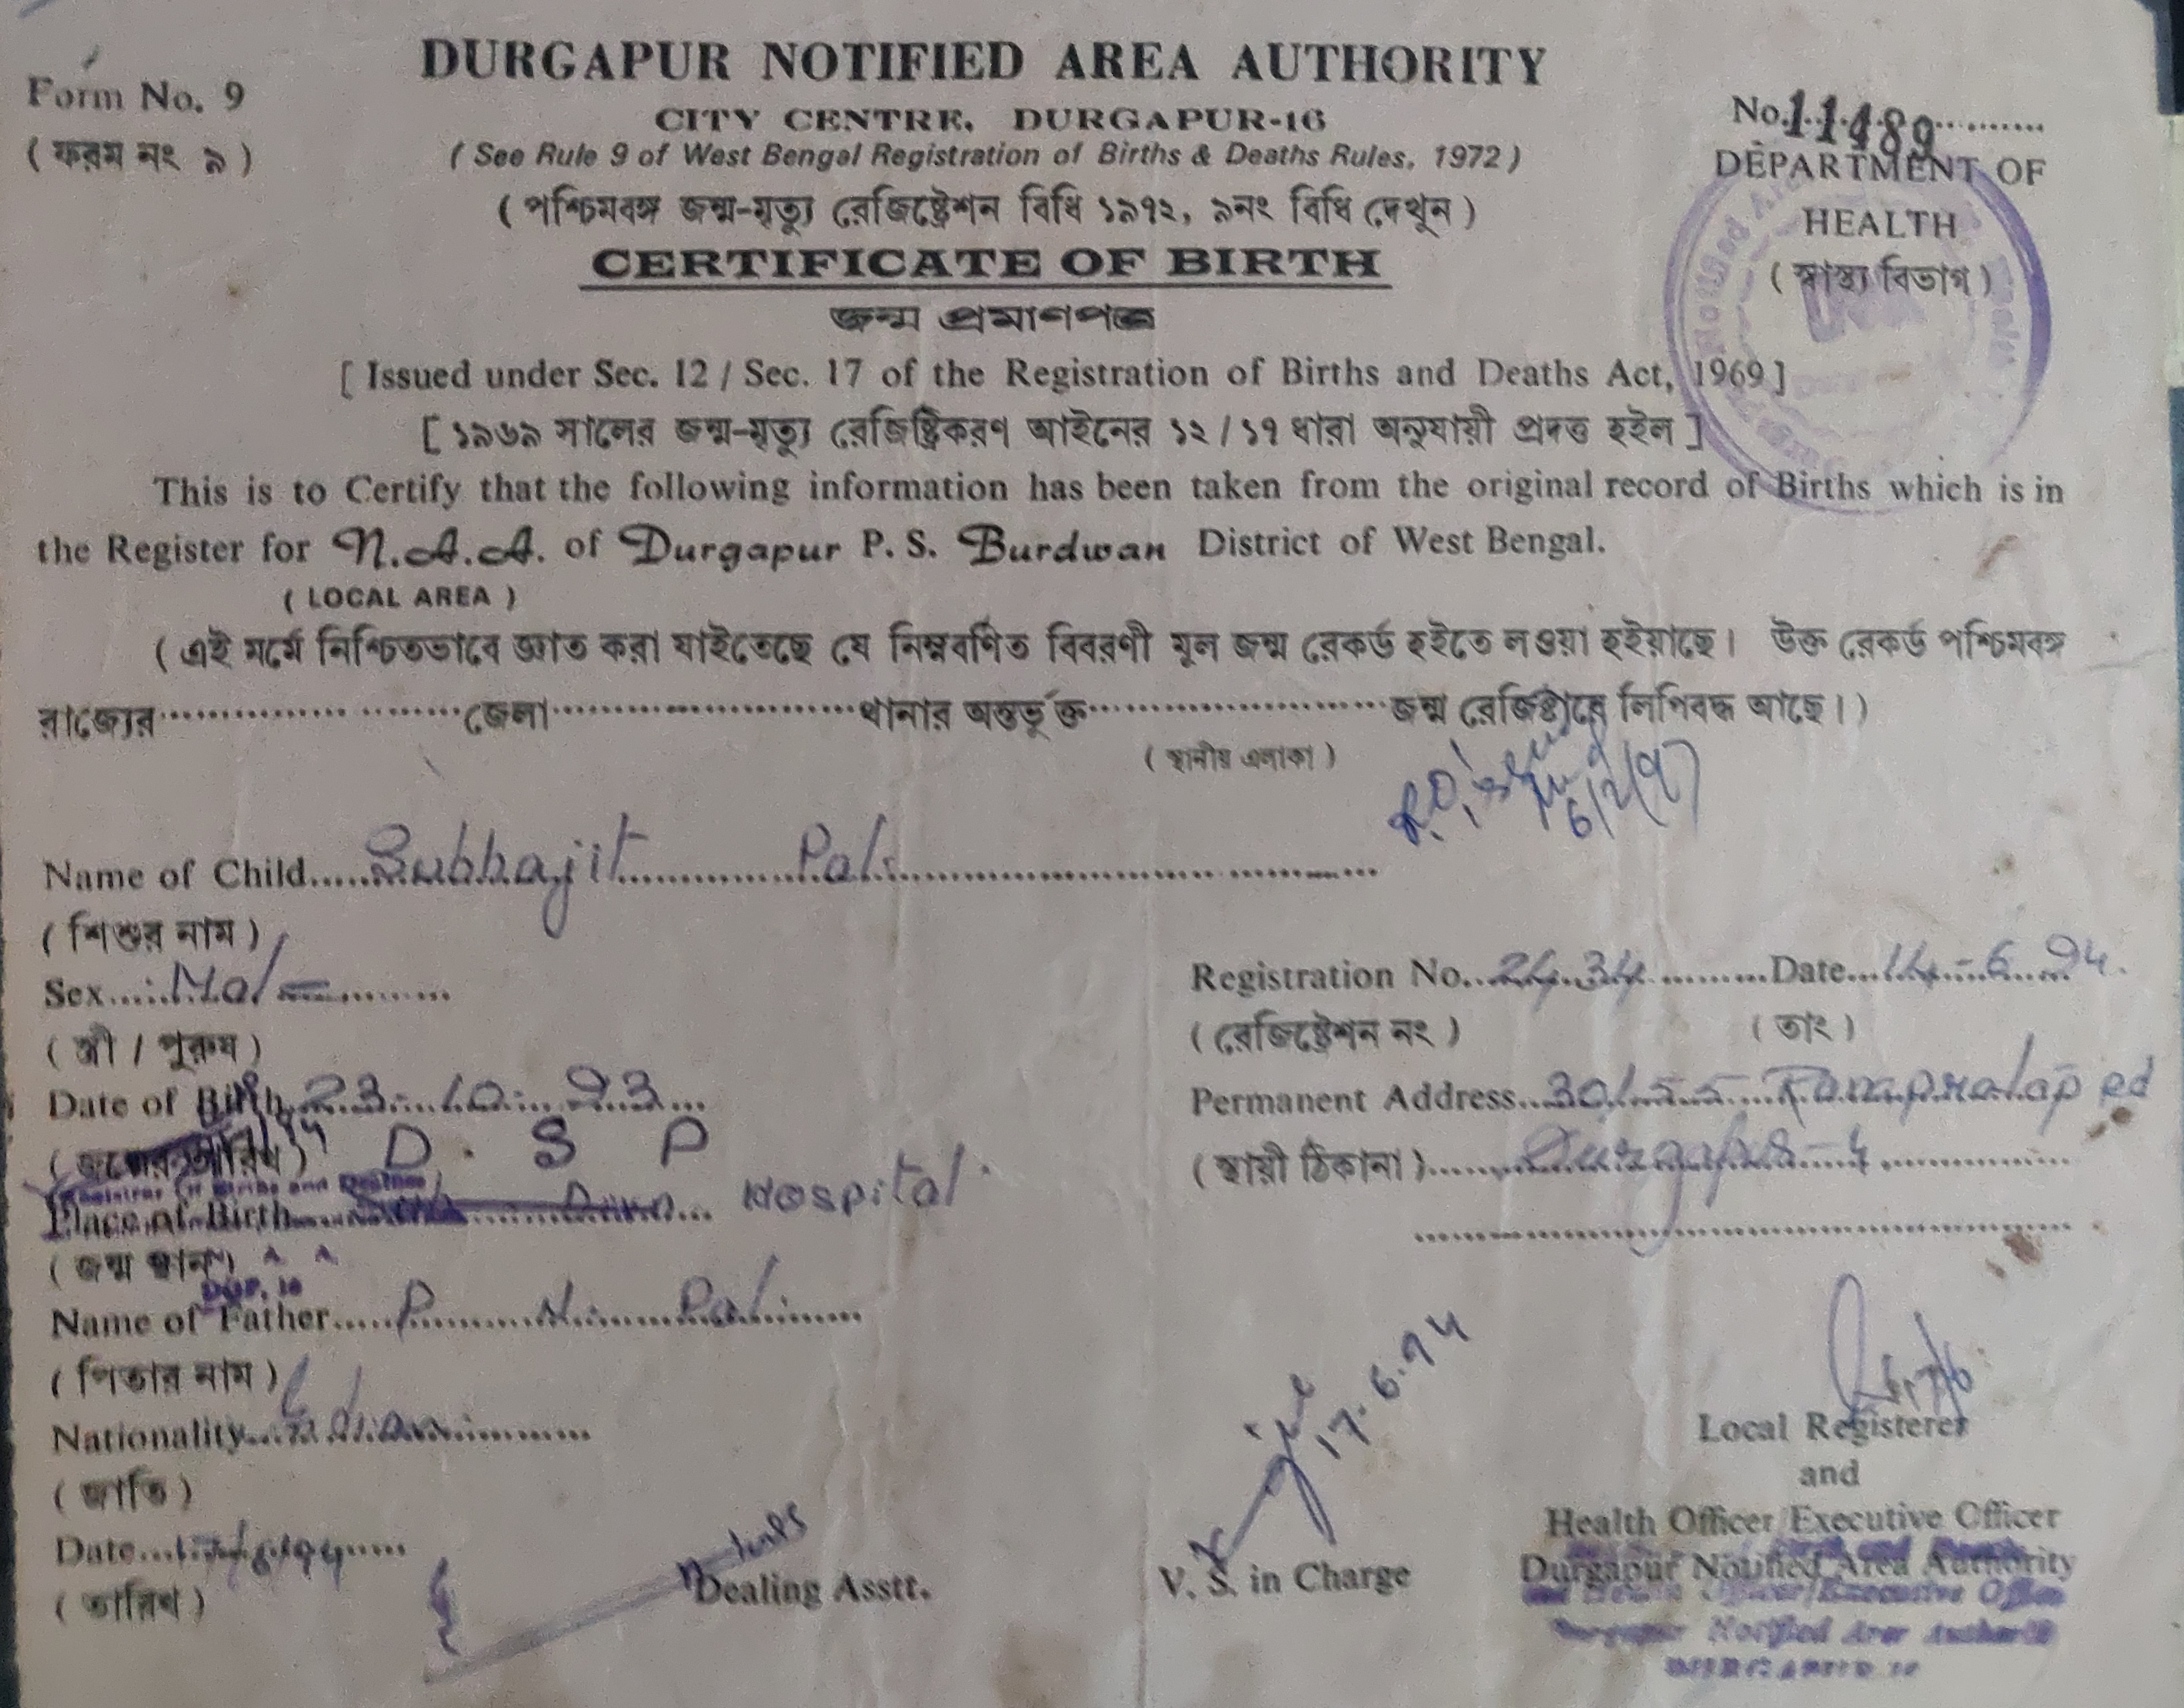 DURGAPUR NOTIFIED AREA AUTHORITY
Form No. 9
CITY CENTRE, DURGAPUR-16
No. 11489
( ফরম নং ৯ )
( See Rule 9 of West Bengal Registration of Births & Deaths Rules, 1972 )
DEPARTMENT OF
( পশ্চিমবঙ্গ জন্ম-মৃত্যু রেজিষ্ট্রেশন বিধি ১৯৭২, ৯নং বিধি দেখুন )
HEALTH
CERTIFICATE OF BIRTH
( স্বাস্থ্য বিভাগ )
জন্ম প্রমাণপত্র
[ Issued under Sec. 12 / Sec. 17 of the Registration of Births and Deaths Act, 1969 ]
[ ১৯৬৯ সালের জন্ম-মৃত্যু রেজিষ্ট্রিকরণ আইনের ১২ / ১৭ ধারা অনুযায়ী প্রদত্ত হইল ]
This is to Certify that the following information has been taken from the original record of Births which is in
the Register for N.A.A. of Durgapur P. S. Burdwan District of West Bengal.
( LOCAL AREA )
( এই মর্মে নিশ্চিতভাবে জ্ঞাত করা যাইতেছে যে নিম্নবর্ণিত বিবরণী মূল জন্ম রেকর্ড হইতে লওয়া হইয়াছে। উক্ত রেকর্ড পশ্চিমবঙ্গ
রাজ্যের.................... জেলা....................থানার অন্তর্ভূক্ত....................জন্ম রেজিষ্টারে লিপিবদ্ধ আছে। )
( স্থানীয় এলাকা )
6/2/97
Name of Child.....Subhajit..........Pal..........
( শিশুর নাম )
Sex.....Male..........
Registration No..2434..........Date...14-6-94.
( স্ত্রী / পুরুষ )
( রেজিষ্ট্রেশন নং )
( তাং )
Date of Birth..23-10-93...
Permanent Address..30/55 Ranapratap Rd
( জন্মের তারিখ )
D. S P
( স্থায়ী ঠিকানা )..........Durgapur-4..........
Registrar of Births and Deaths
Place of Birth.......... Hospital
( জন্ম স্থান )
A. A.
DGP. 16
Name of Father.....P. N. Pal..........
( পিতার নাম )
17.6.94
Nationality...Indian..........
Local Registerer
( জাতি )
and
Date...17/6/94.....
Health Officer/Executive Officer
Dealing Asstt.
V. S. in Charge
Durgapur Notified Area Authority
( তারিখ )
and Health Officer/Executive Officer
Durgapur Notified Area Authority
DURGAPUR-16